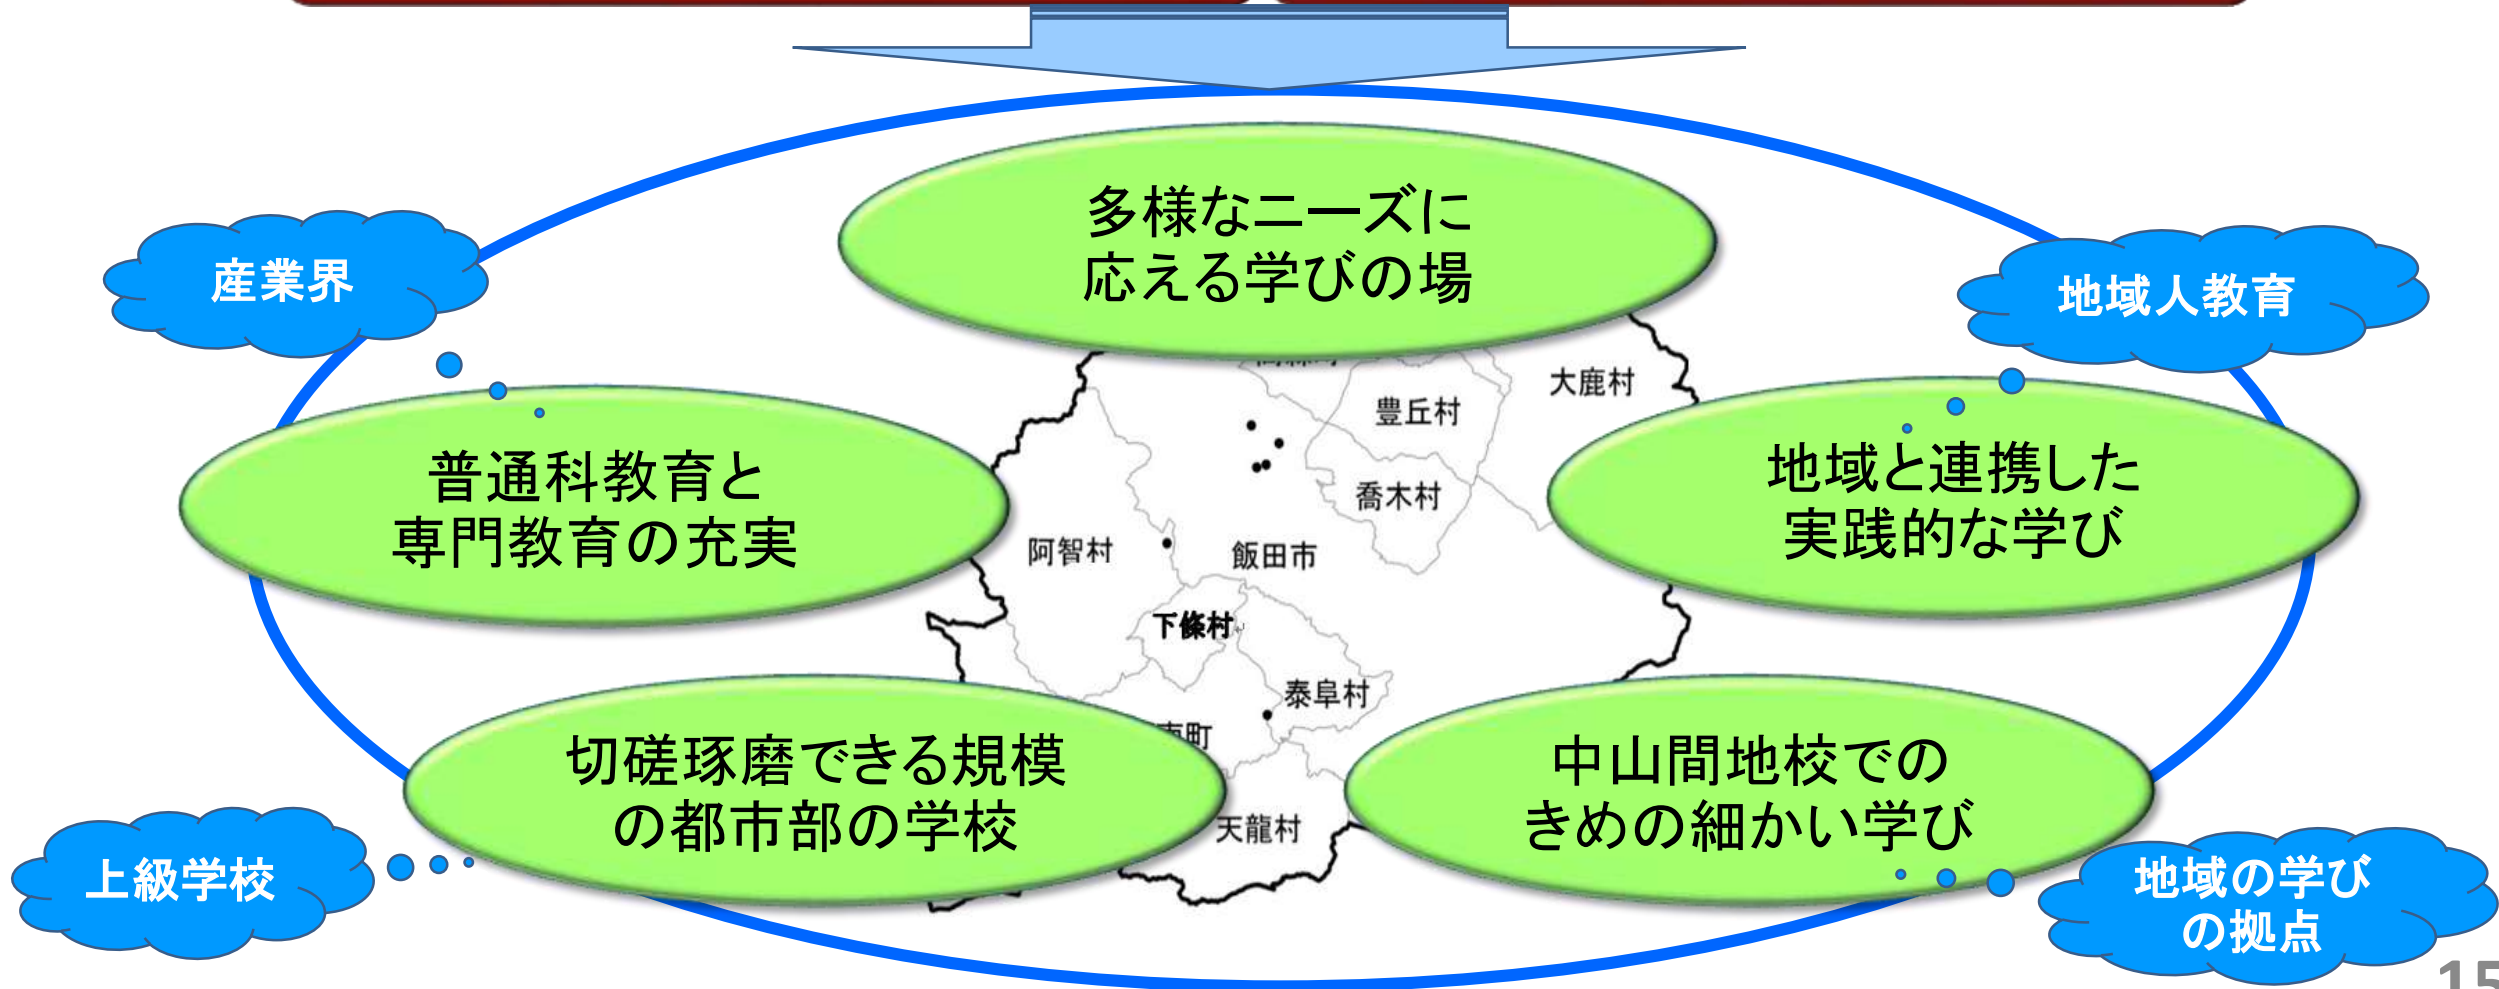 多様なニーズに
応える学びの場
産業界
地域人教育
大鹿村
豊丘村
普通科教育と
専門教育の充実
地域と連携した
実践的な学び
喬木村
阿智村
飯田市
下條村
泰阜村
切磋琢磨できる規模
の都市部の学校
中山間地校での
きめの細かい学び
天龍村
上級学校
地域の学び
の拠点
15